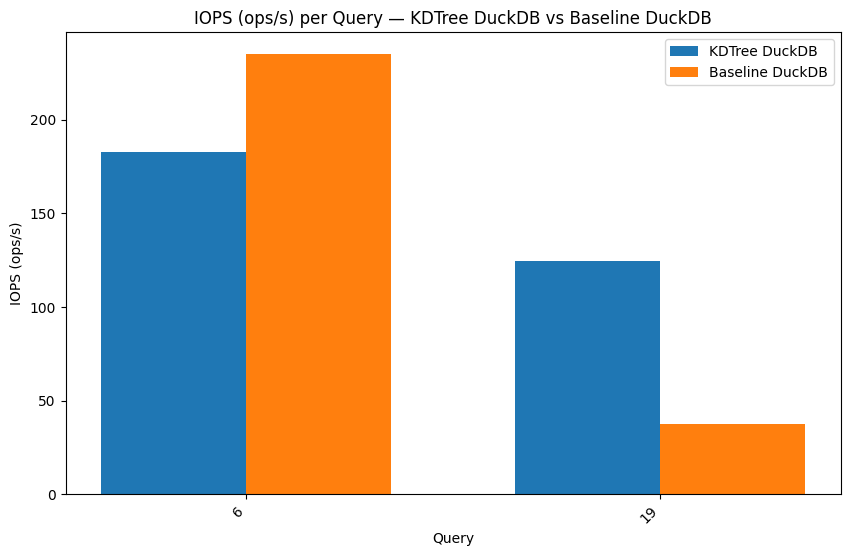 IOPS (ops/s) per Query — KDTree DuckDB vs Baseline DuckDB
KDTree DuckDB
Baseline DuckDB
IOPS (ops/s)
200
150
100
50
0
6
19
Query